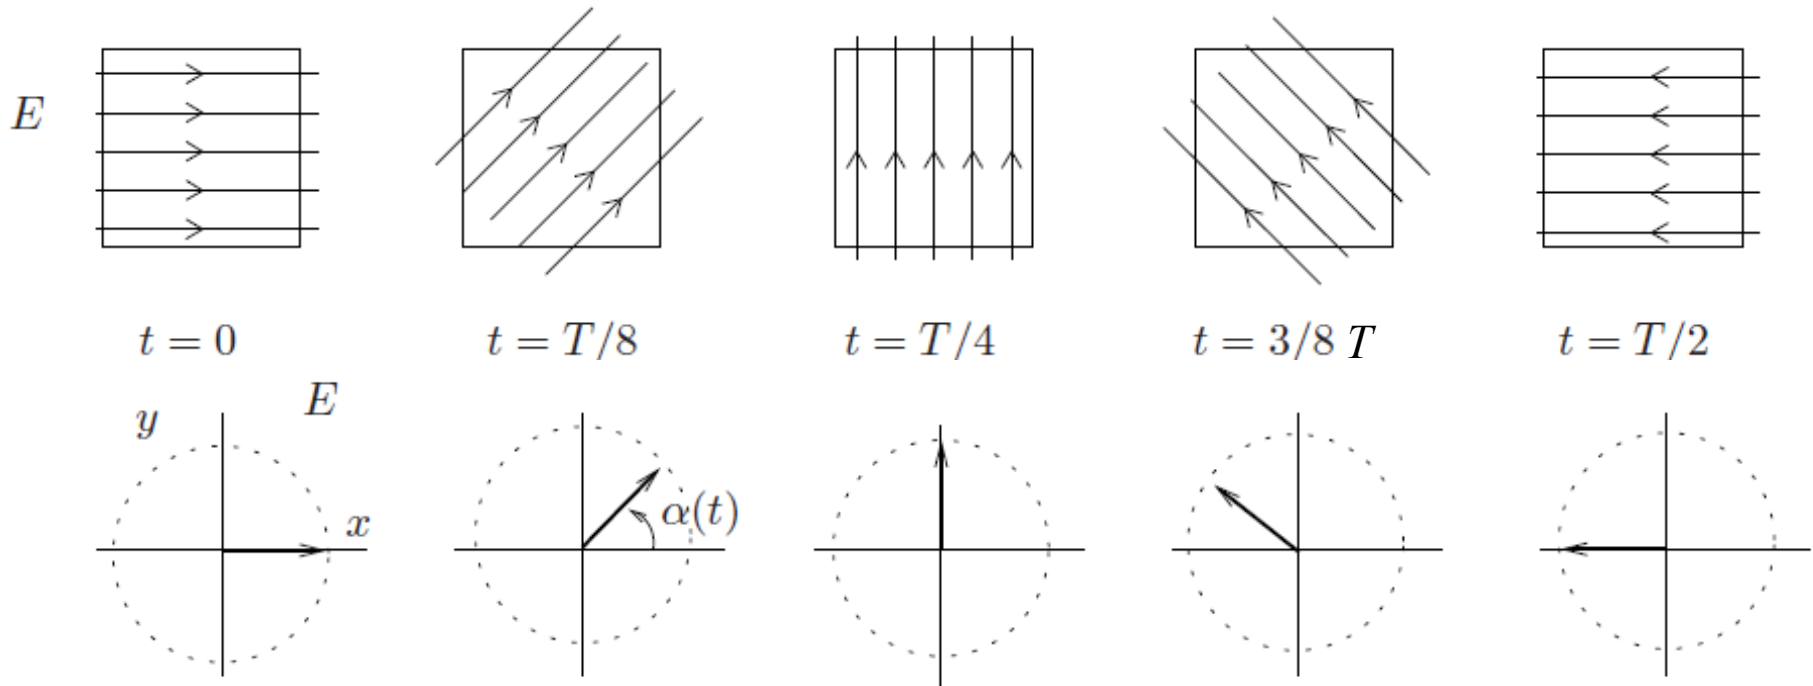 E
t = 0
t = T/8
t = T/4
t = 3/8 T
t = T/2
y
E
x
α(t)